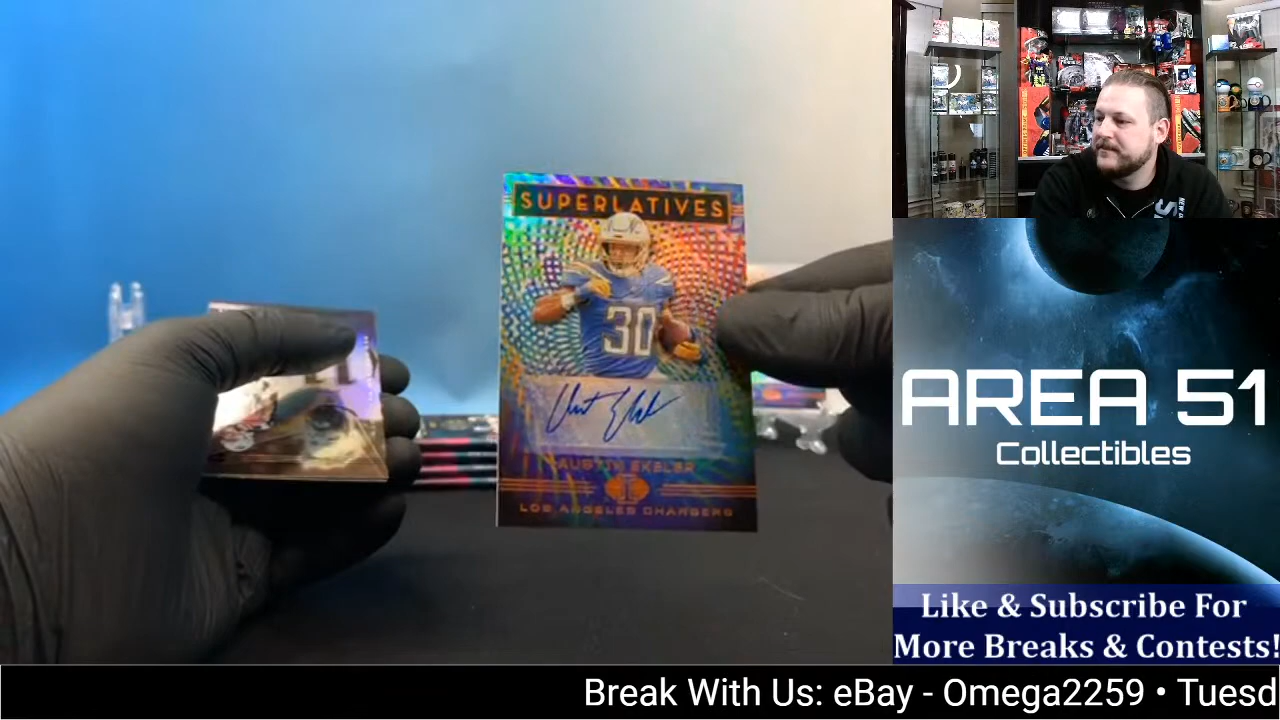 SUPERLATIVES
30
AUSTIN EKELER
LOS ANGELES CHARGERS
AREA 51
Collectibles
Like & Subscribe For
More Breaks & Contests!
Break With Us: eBay - Omega2259 • Tuesd